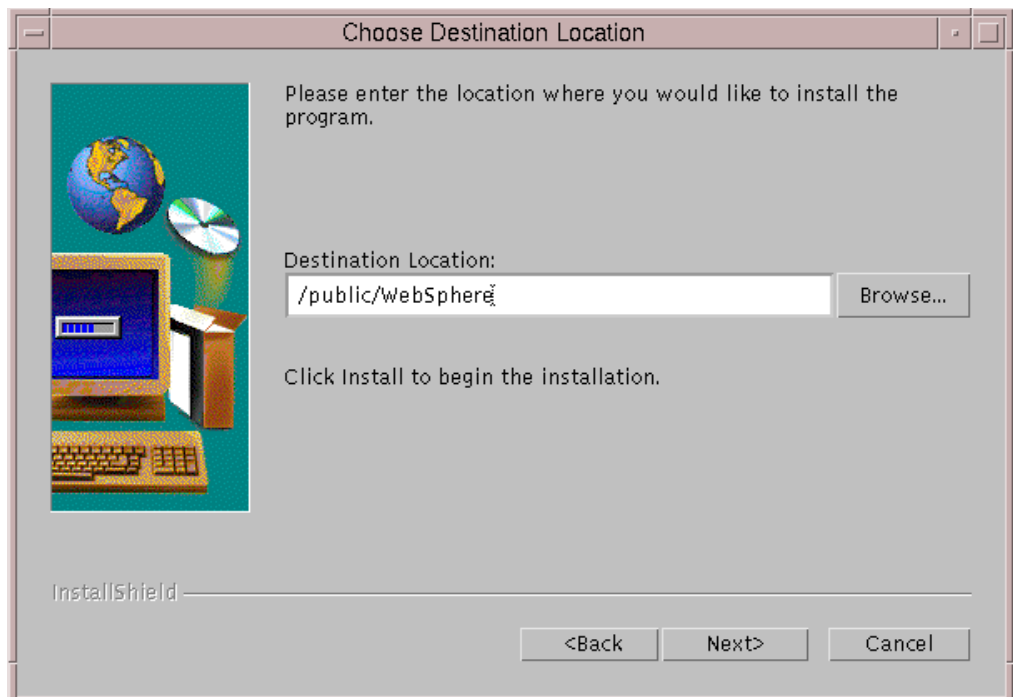 Choose Destination Location
Please enter the location where you would like to install the
program.
Destination Location:
/public/WebSphere
Browse...
Click Install to begin the installation.
InstallShield
<Back
Next>
Cancel